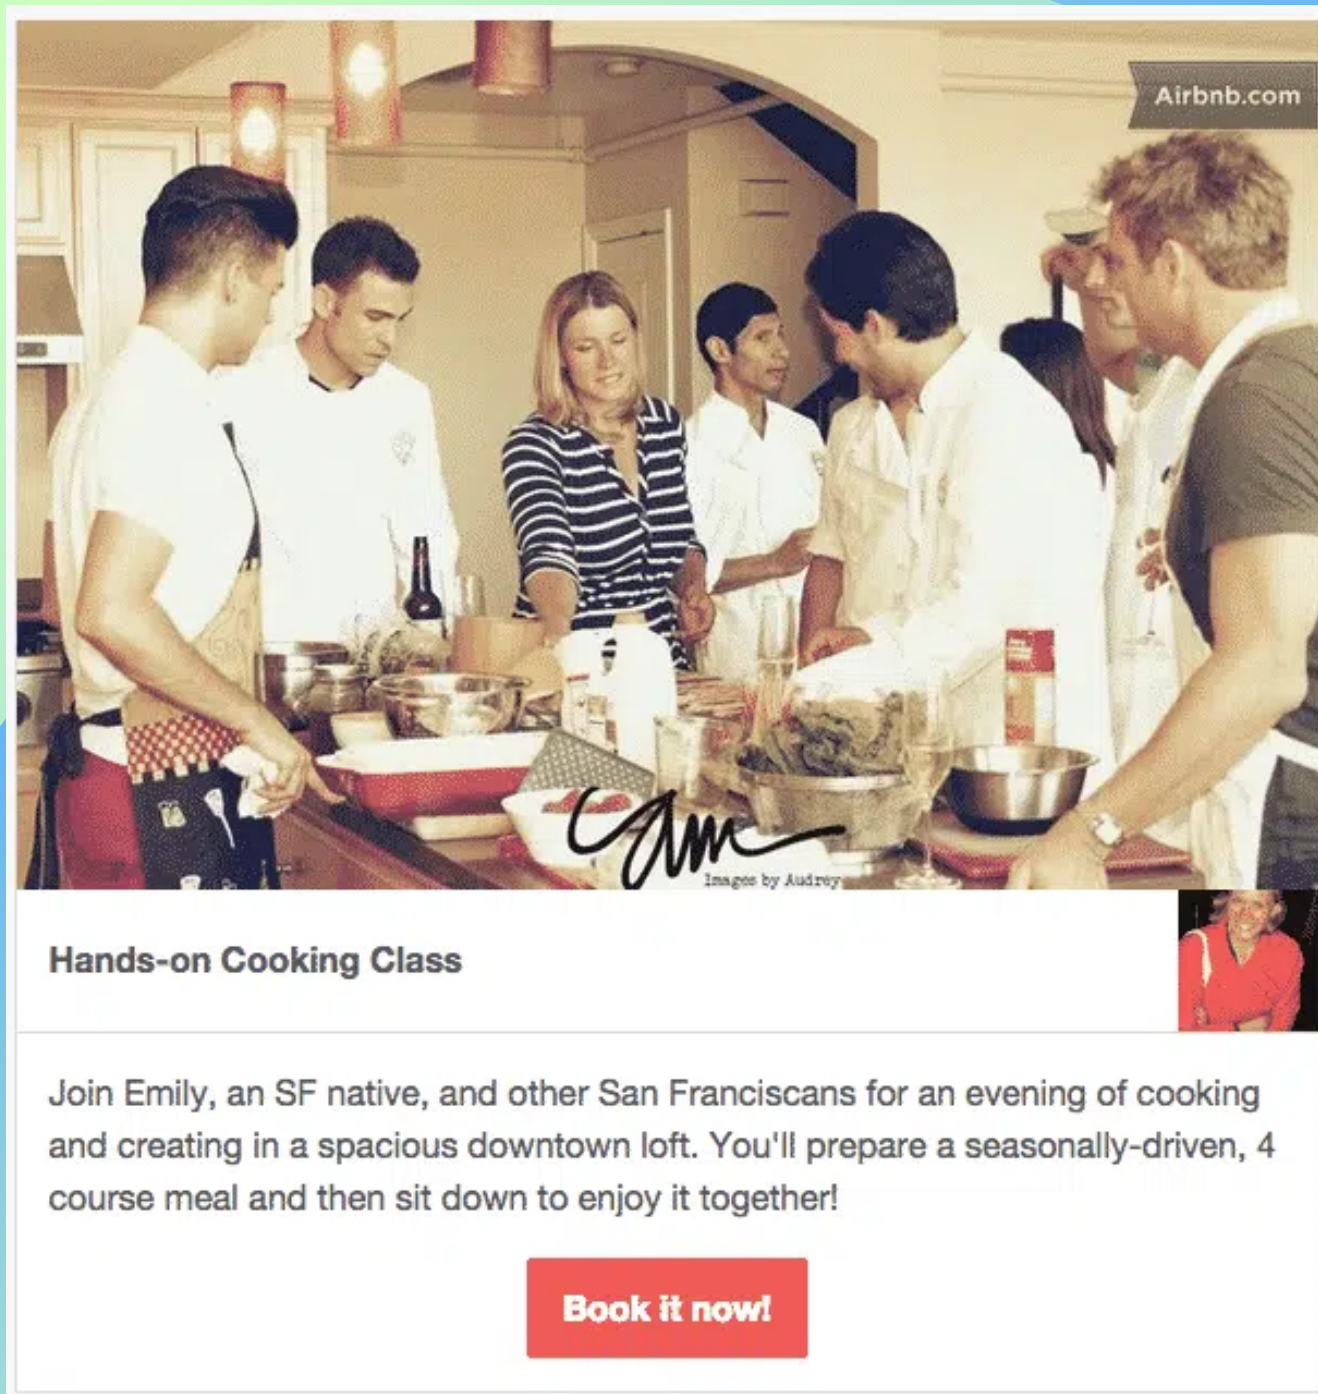 Airbnb.com
Images by Audrey
Hands-on Cooking Class
Join Emily, an SF native, and other San Franciscans for an evening of cooking
and creating in a spacious downtown loft. You'll prepare a seasonally-driven, 4
course meal and then sit down to enjoy it together!
Book it now!